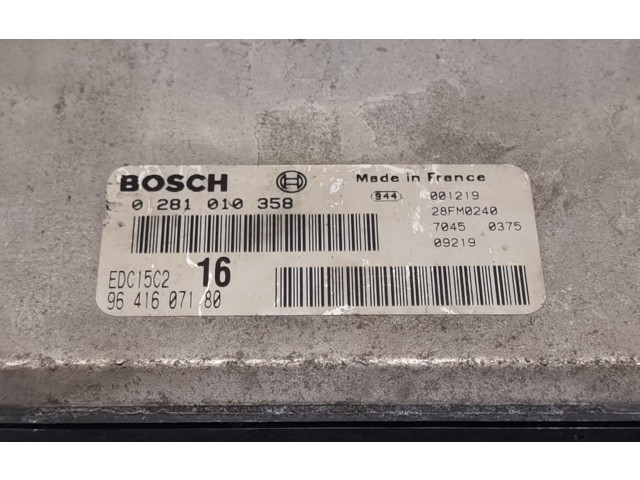 BOSCH
Made in France
0 281 010 358
944
001219
28FM0240
7045 0375
09219
EDC15C2 16
96 416 071 80